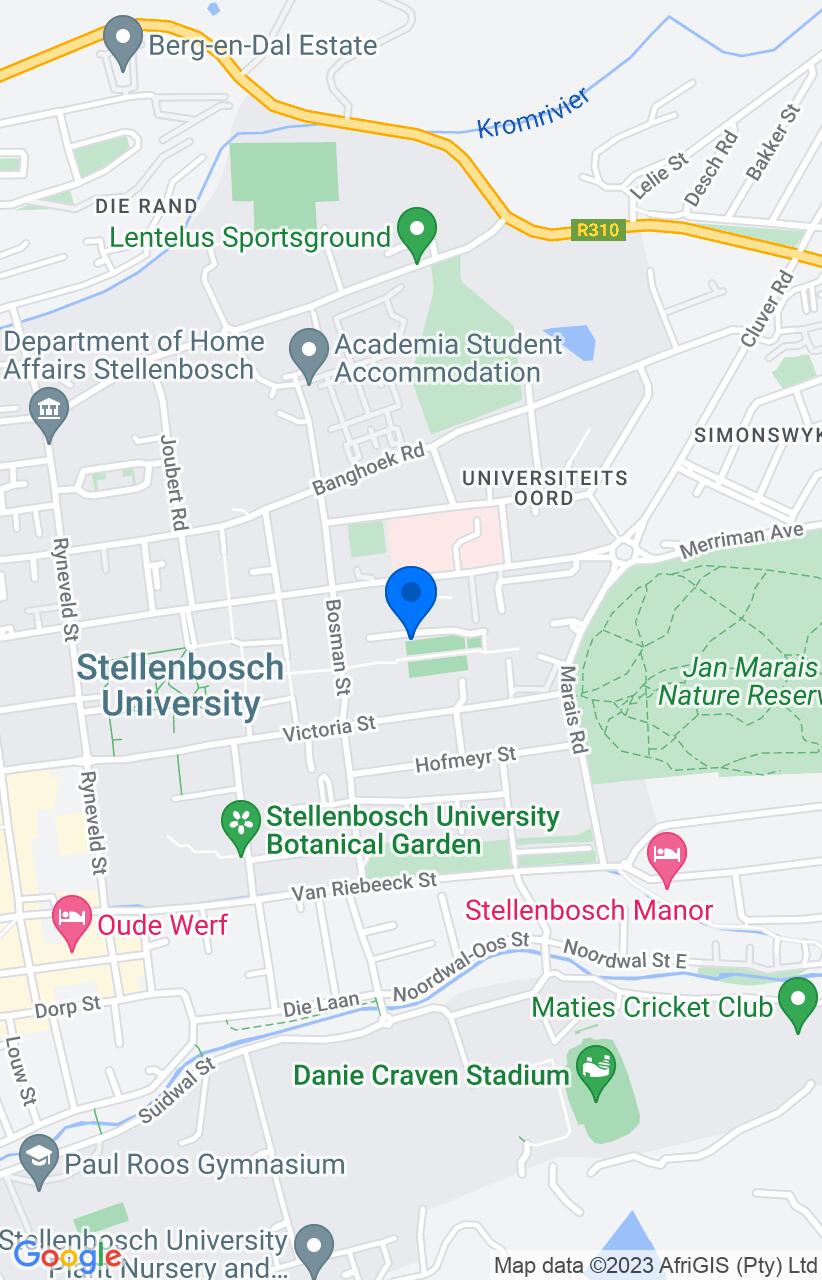 Berg-en-Dal Estate
Kromrivier
Bakker St
Desch Rd
Lelie St
DIE RAND
Lentelus Sportsground
R310
Cluver Rd
Department of Home
Affairs Stellenbosch
Academia Student
Accommodation
SIMONSWYK
Joubert Rd
Banghoek Rd
UNIVERSITEITS
OORD
Merriman Ave
Ryneveld St
Bosman St
Stellenbosch
University
Jan Marais
Nature Reserv
Marais Rd
Victoria St
Hofmeyr St
Ryneveld St
Stellenbosch University
Botanical Garden
Van Riebeeck St
Stellenbosch Manor
Oude Werf
Noordwal-Oos St
Noordwal St E
Dorp St
Die Laan
Maties Cricket Club
Louw St
Suidwal St
Danie Craven Stadium
Paul Roos Gymnasium
Stellenbosch University
Plant Nursery and...
Google
Map data ©2023 AfriGIS (Pty) Ltd